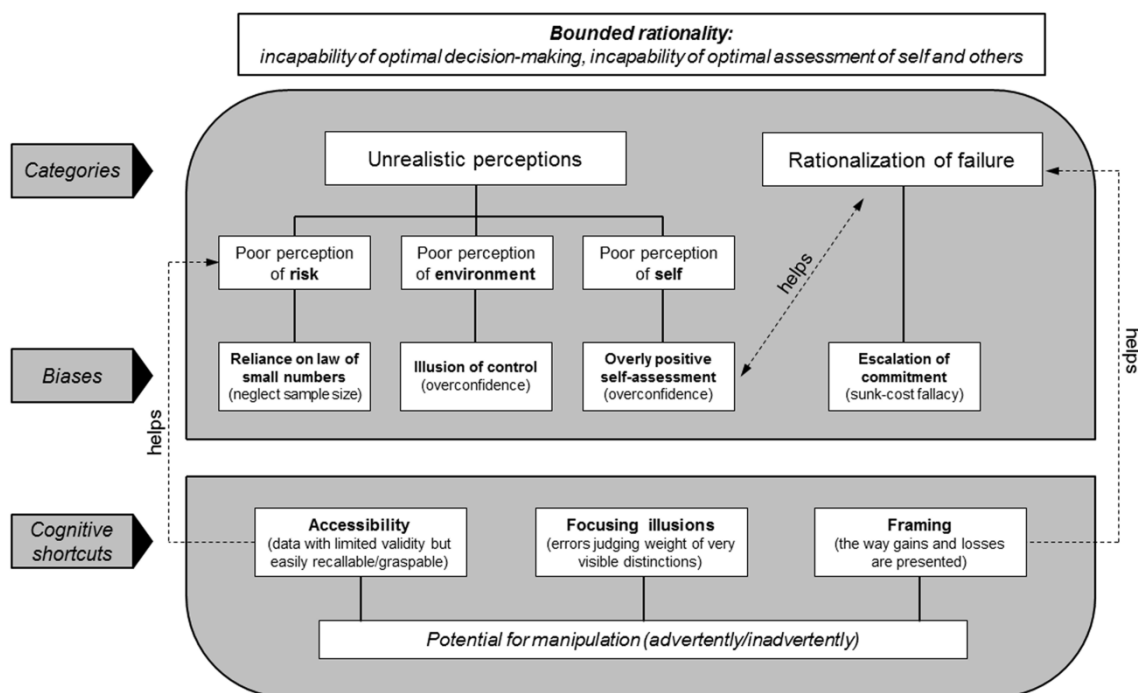 Bounded rationality:
incapability of optimal decision-making, incapability of optimal assessment of self and others
Categories
Unrealistic perceptions
Rationalization of failure
Poor perception
of risk
Poor perception
of environment
Poor perception
of self
helps
Biases
Reliance on law of
small numbers
(neglect sample size)
Illusion of control
(overconfidence)
Overly positive
self-assessment
(overconfidence)
Escalation of
commitment
(sunk-cost fallacy)
helps
helps
Cognitive
shortcuts
Accessibility
(data with limited validity but
easily recallable/graspable)
Focusing illusions
(errors judging weight of very
visible distinctions)
Framing
(the way gains and losses
are presented)
Potential for manipulation (advertently/inadvertently)